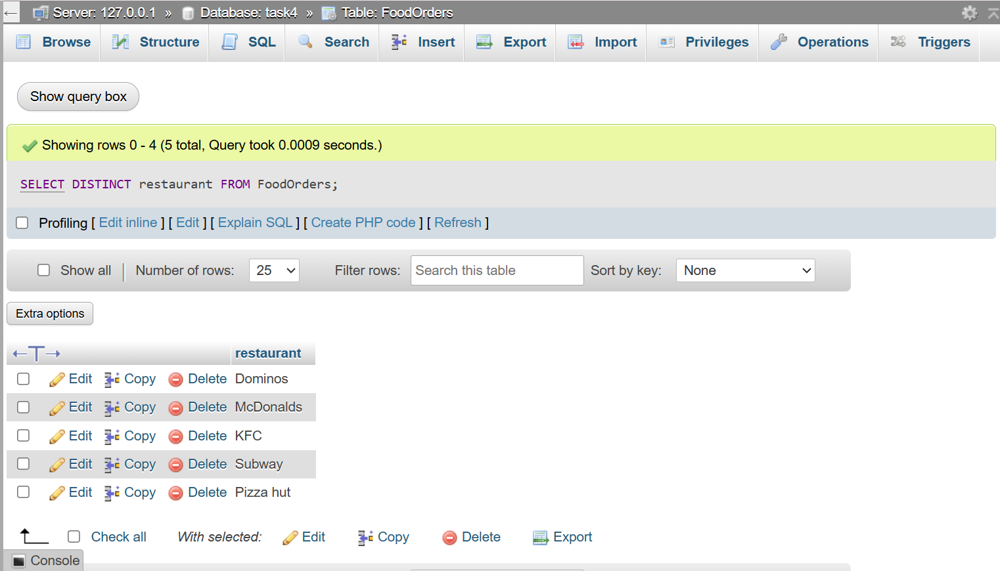 Server: 127.0.0.1 » Database: task4 » Table: FoodOrders
Browse Structure SQL Search Insert Export Import Privileges Operations Triggers
Show query box
Showing rows 0 - 4 (5 total, Query took 0.0009 seconds.)
SELECT DISTINCT restaurant FROM FoodOrders;
Profiling [ Edit inline ] [ Edit ] [ Explain SQL ] [ Create PHP code ] [ Refresh ]
Show all | Number of rows: 25 Filter rows: Search this table Sort by key: None
Extra options
←T→ restaurant
Edit Copy Delete Dominos
Edit Copy Delete McDonalds
Edit Copy Delete KFC
Edit Copy Delete Subway
Edit Copy Delete Pizza hut
Check all With selected: Edit Copy Delete Export
Console